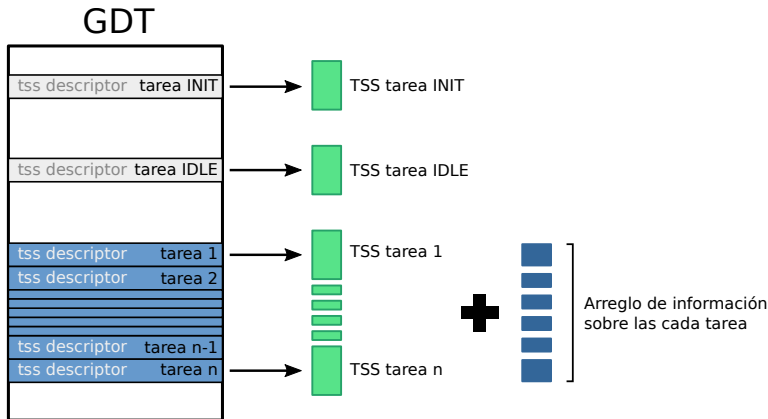 GDT
tss descriptor tarea INIT
TSS tarea INIT
tss descriptor tarea IDLE
TSS tarea IDLE
tss descriptor tarea 1
TSS tarea 1
tss descriptor tarea 2
Arreglo de información
sobre las cada tarea
tss descriptor tarea n-1
tss descriptor tarea n
TSS tarea n